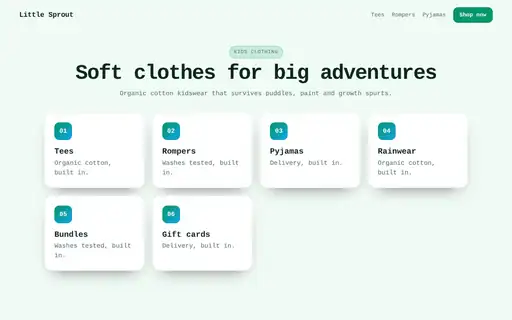 Little Sprout
Tees Rompers Pyjamas Shop now
KIDS CLOTHING
Soft clothes for big adventures
Organic cotton kidswear that survives puddles, paint and growth spurts.
01
Tees
Organic cotton,
built in.
02
Rompers
Washes tested, built
in.
03
Pyjamas
Delivery, built in.
04
Rainwear
Organic cotton,
built in.
05
Bundles
Washes tested, built
in.
06
Gift cards
Delivery, built in.